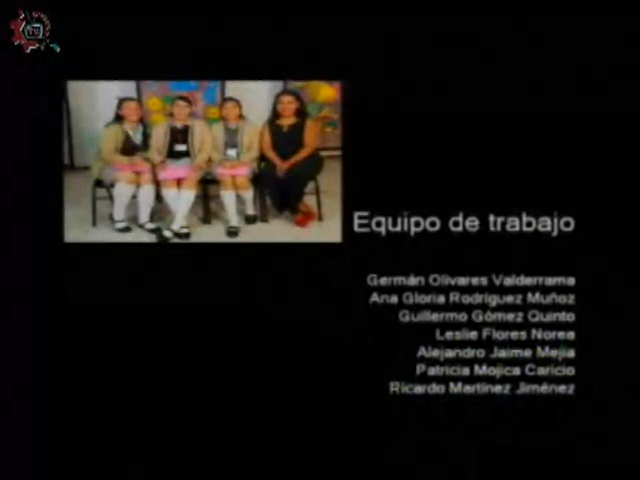 TV
Equipo de trabajo
Germán Olivares Valderrama
Ana Gloria Rodríguez Muñoz
Guillermo Gómez Quinto
Leslie Flores Norea
Alejandro Jaime Mejía
Patricia Mojica Caricio
Ricardo Martínez Jiménez